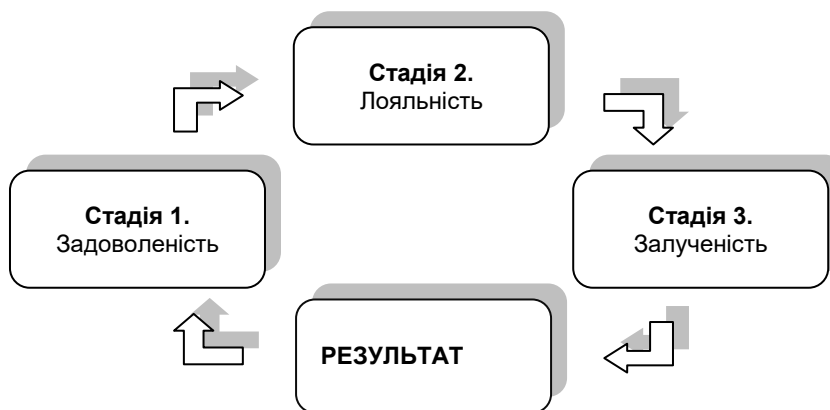 Стадія 2.
Лояльність
Стадія 1.
Задоволеність
Стадія 3.
Залученість
РЕЗУЛЬТАТ